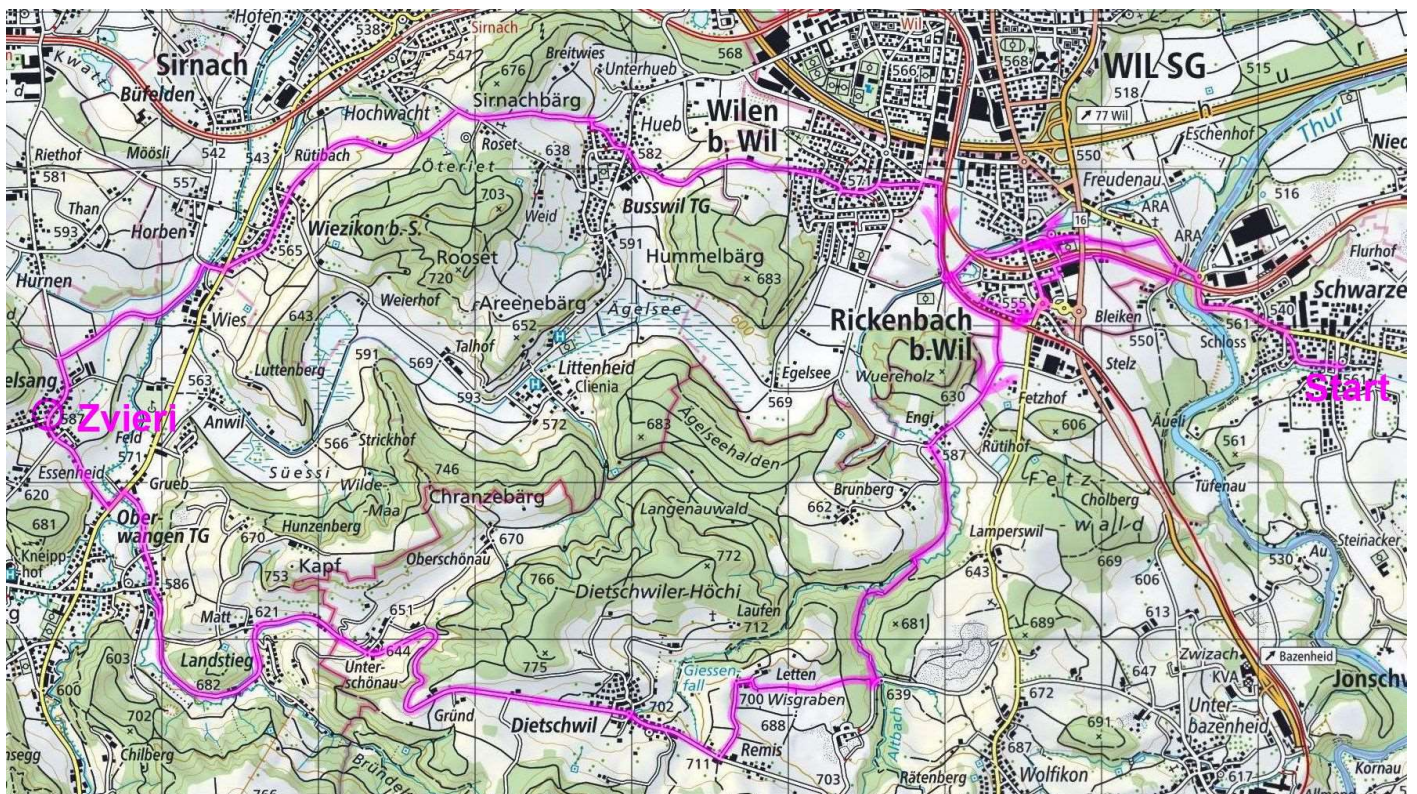 Hofen
538
Sirnach
547
676
Breitwies
Unterhueb
568
Wil
566
568
WIL SG
518
515
u
r
h
Kwat
Sirnach
Büfelden
Hochwacht
Sirnachbärg
Hueb
Wilen
b. Wil
77 Wil
Eschenhof
Thur
Riethof
581
Möösli
542
543
Rütibach
Roset
638
582
550
557
Öteriet
703
Weid
Busswil TG
571
Freudenau
ARA
516
Than
593
Horben
565
Wiezikon b. S.
591
Hummelbärg
683
16
ARA
Flurhof
Hurnen
Rooset
720
Weierhof
Areenebärg
652
Ägelsee
600
555
Schwarze
540
561
Bleiken
550
Schloss
Wies
643
591
569
Talhof
Rickenbach
b. Wil
Luttenberg
Littenheid
Clienia
Egelsee
Wuereholz
Stelz
563
593
569
630
Fetzhof
Start
Zvieri
587
Anwil
572
Engi
606
Äueli
Feld
571
566
Strickhof
683
Ägelseehalden
Rütihof
587
561
Essenheid
Süessi
746
Fetz-
620
Grueb
Wilde-
Maa
Chranzebärg
Brunberg
662
Cholberg
Tüfenau
681
Ober-
wangen TG
Hunzenberg
670
Langenauwald
Lamperswil
-wald
Au
Steinacker
Kneipp-
hof
753
Kapf
Oberschönau
670
772
643
669
530
586
766
Dietschwiler Höchi
606
Matt
621
651
Laufen
712
681
689
613
603
Landstieg
682
644
Unter-
schönau
775
Giessen-
fall
Letten
Zwizach
Bazenheid
600
700
Wisgraben
639
672
647
KVA
Jonschw
702
Gründ
Dietschwil
702
688
Altbach
691
Unter-
bazenheid
Chilberg
711
Remis
703
687
Rätenberg
Wolfikon
617
Kornau